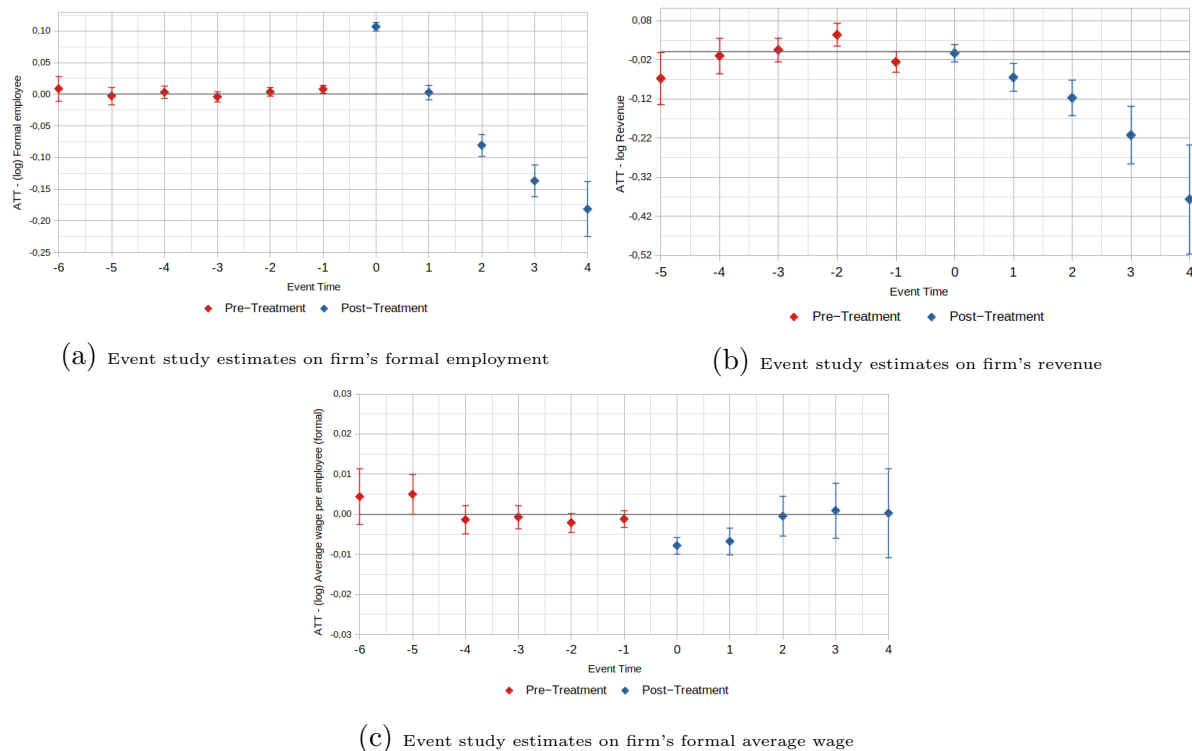 0,10
0,05
0,00
-0,05
-0,10
-0,15
-0,20
-0,25
ATT - (log) Formal employee
-6 -5 -4 -3 -2 -1 0 1 2 3 4
Event Time
Pre-Treatment Post-Treatment
(a) Event study estimates on firm's formal employment
0,08
-0,02
-0,12
-0,22
-0,32
-0,42
-0,52
ATT - log Revenue
-5 -4 -3 -2 -1 0 1 2 3 4
Event Time
Pre-Treatment Post-Treatment
(b) Event study estimates on firm's revenue
0,03
0,02
0,01
0,00
-0,01
-0,02
-0,03
ATT - (log) Average wage per employee (formal)
-6 -5 -4 -3 -2 -1 0 1 2 3 4
Event Time
Pre-Treatment Post-Treatment
(c) Event study estimates on firm's formal average wage